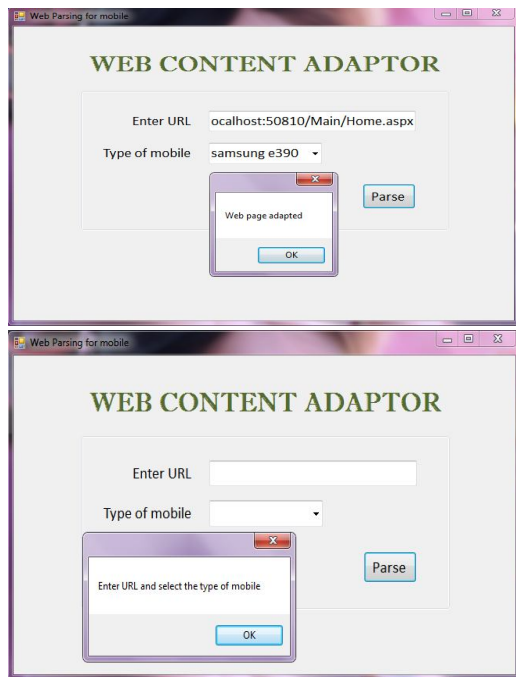 Web Parsing for mobile
WEB CONTENT ADAPTOR
Enter URL ocalhost:50810/Main/Home.aspx
Type of mobile samsung e390
Parse
Web page adapted
OK
Web Parsing for mobile
WEB CONTENT ADAPTOR
Enter URL
Type of mobile
Parse
Enter URL and select the type of mobile
OK